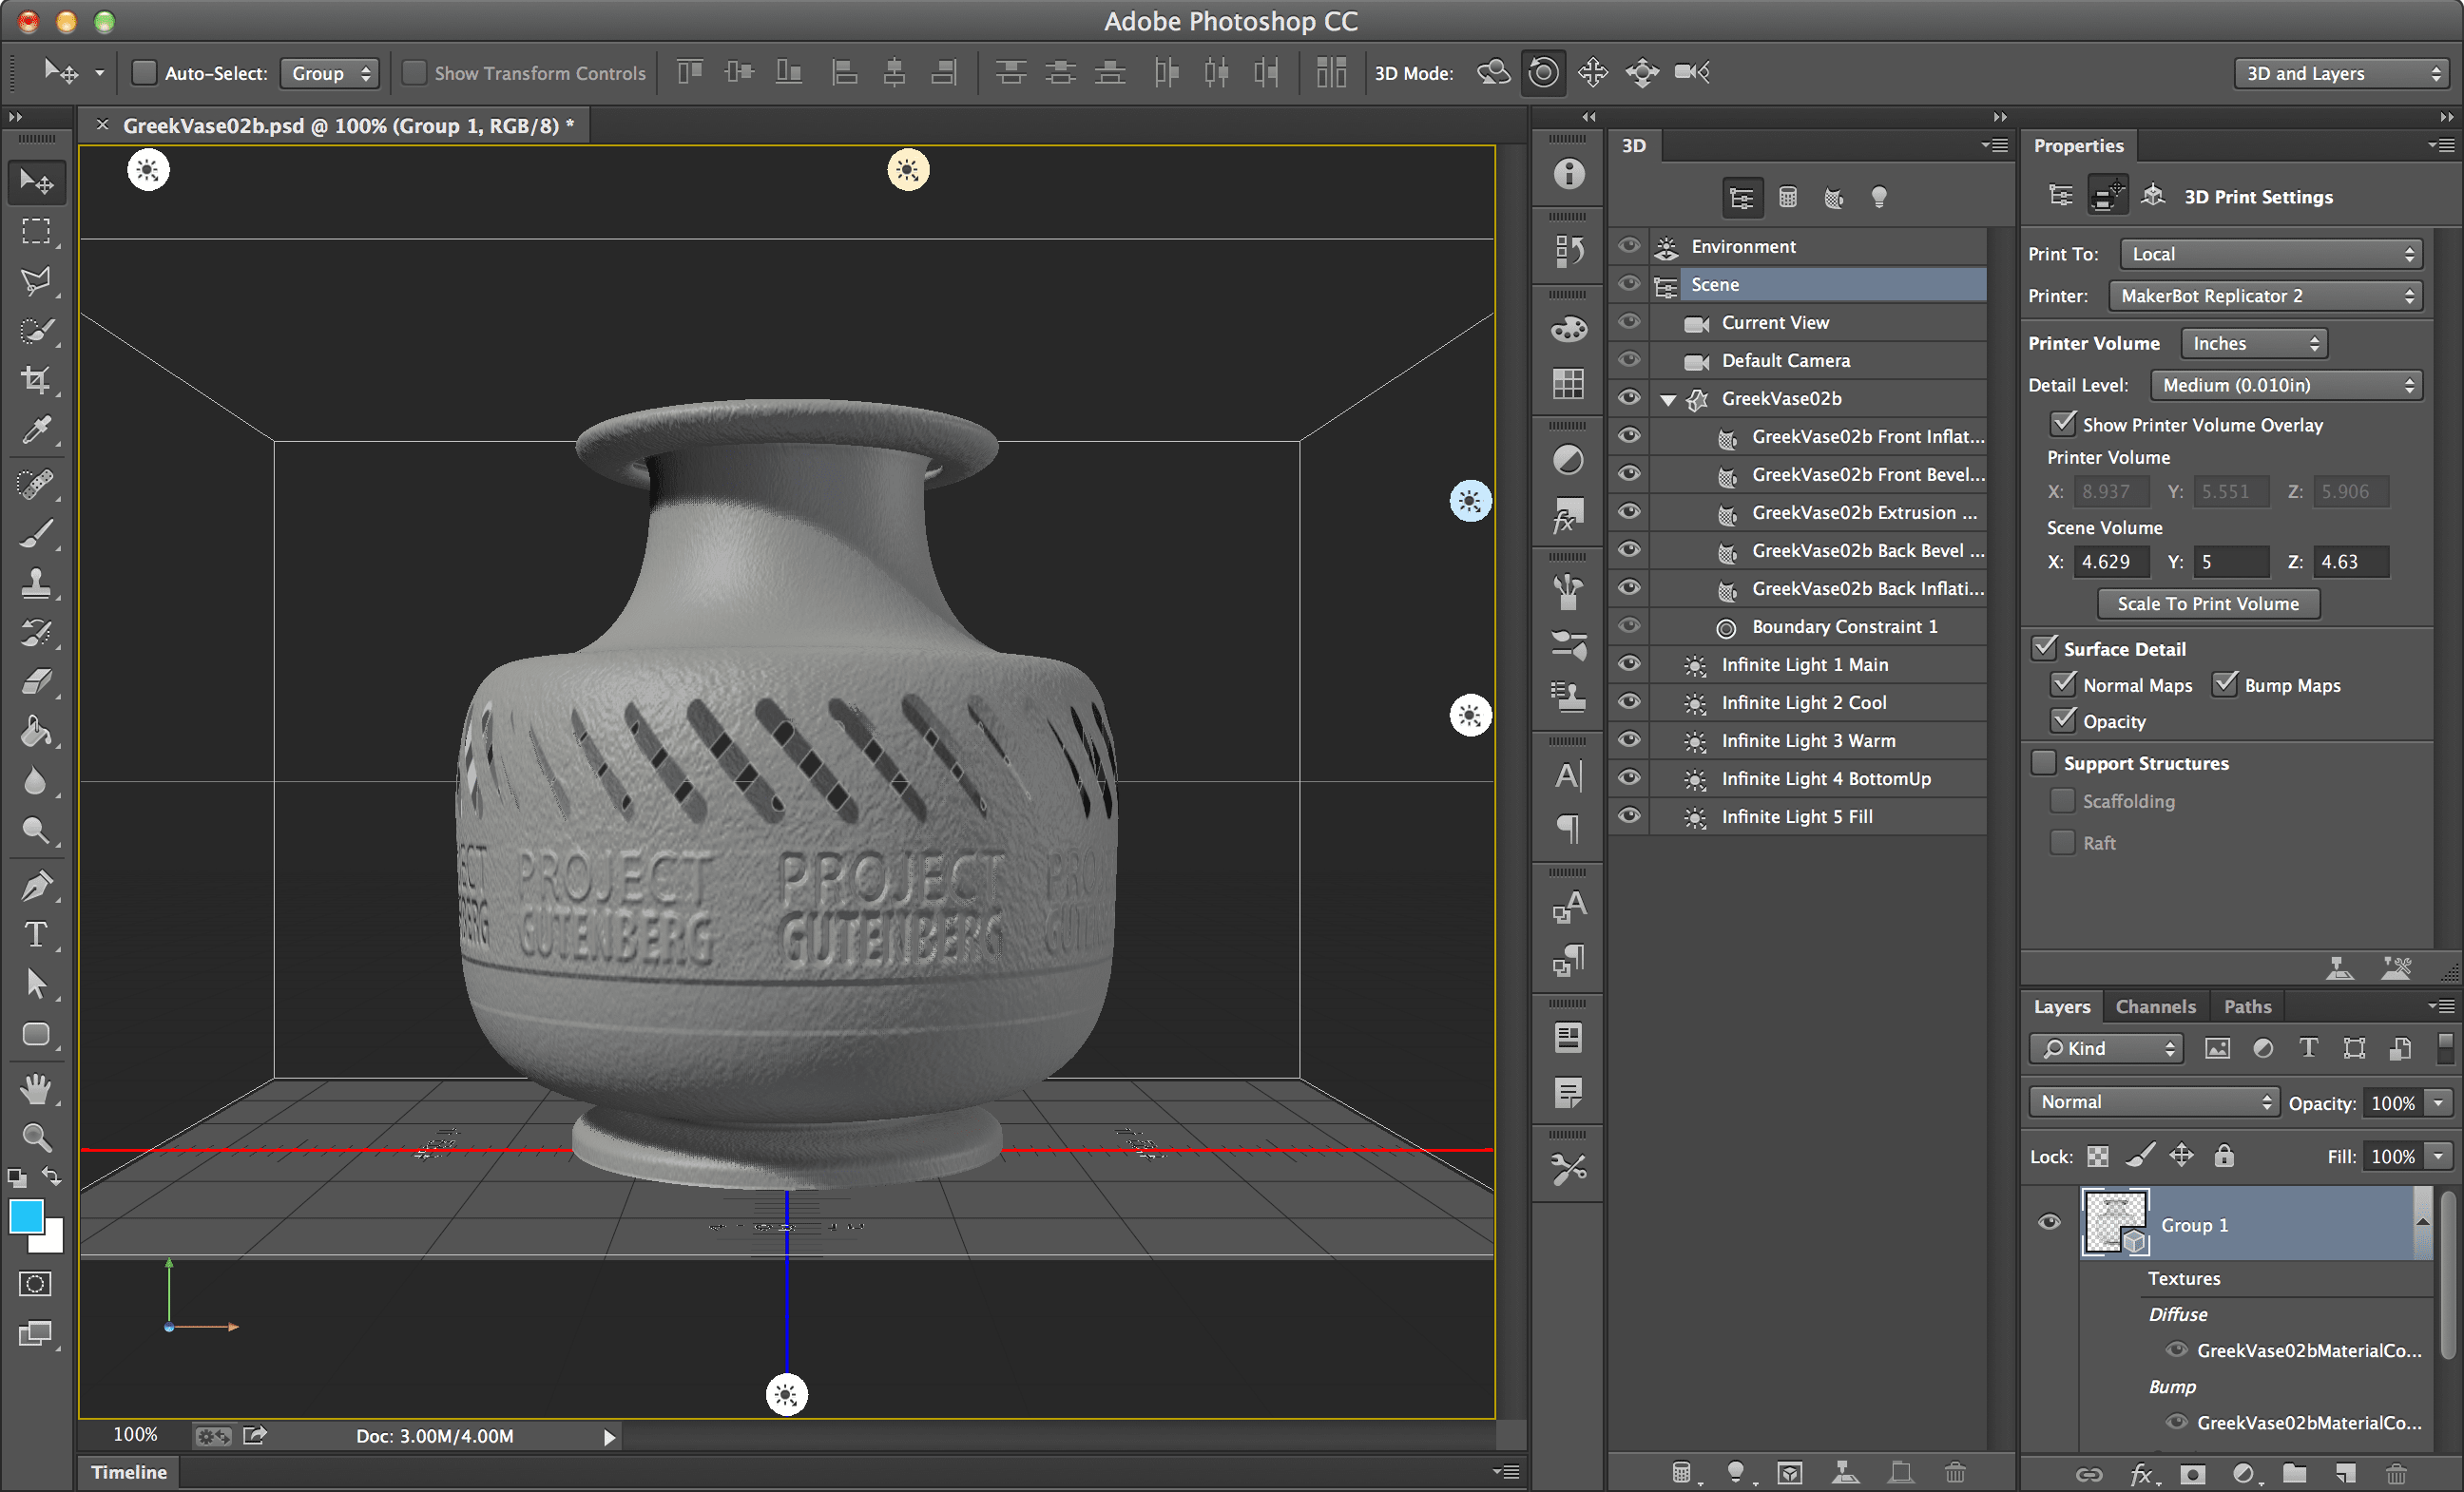 Adobe Photoshop CC
Auto-Select: Group Show Transform Controls 3D Mode: 3D and Layers
× GreekVase02b.psd @ 100% (Group 1, RGB/8) *
PROJECT PROJECT
GUTENBERG GUTENBERG
100% Doc: 3.00M/4.00M
Timeline
3D
Environment
Scene
Current View
Default Camera
GreekVase02b
GreekVase02b Front Inflat...
GreekVase02b Front Bevel...
GreekVase02b Extrusion ...
GreekVase02b Back Bevel ...
GreekVase02b Back Inflati...
Boundary Constraint 1
Infinite Light 1 Main
Infinite Light 2 Cool
Infinite Light 3 Warm
Infinite Light 4 BottomUp
Infinite Light 5 Fill
Properties
3D Print Settings
Print To: Local
Printer: MakerBot Replicator 2
Printer Volume Inches
Detail Level: Medium (0.010in)
Show Printer Volume Overlay
Printer Volume
X: 8.937 Y: 5.551 Z: 5.906
Scene Volume
X: 4.629 Y: 5 Z: 4.63
Scale To Print Volume
Surface Detail
Normal Maps Bump Maps
Opacity
Support Structures
Scaffolding
Raft
Layers Channels Paths
Kind
Normal Opacity: 100%
Lock: Fill: 100%
Group 1
Textures
Diffuse
GreekVase02bMaterialCo...
Bump
GreekVase02bMaterialCo...